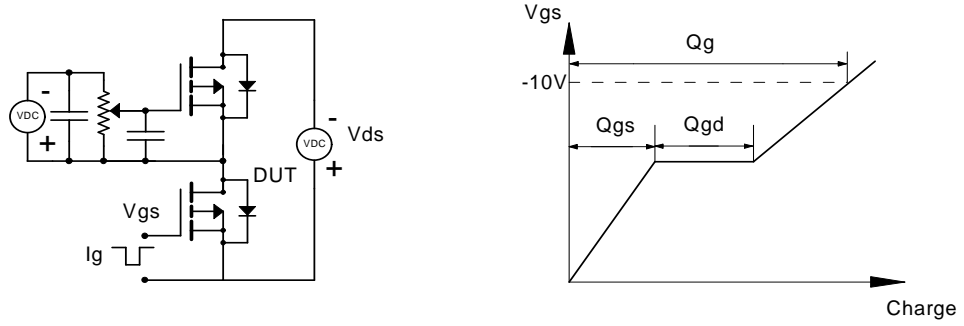 -
VDC
+
-
Vds
VDC
+
DUT
Vgs
Ig
Vgs
Qg
-10V
Qgs
Qgd
Charge